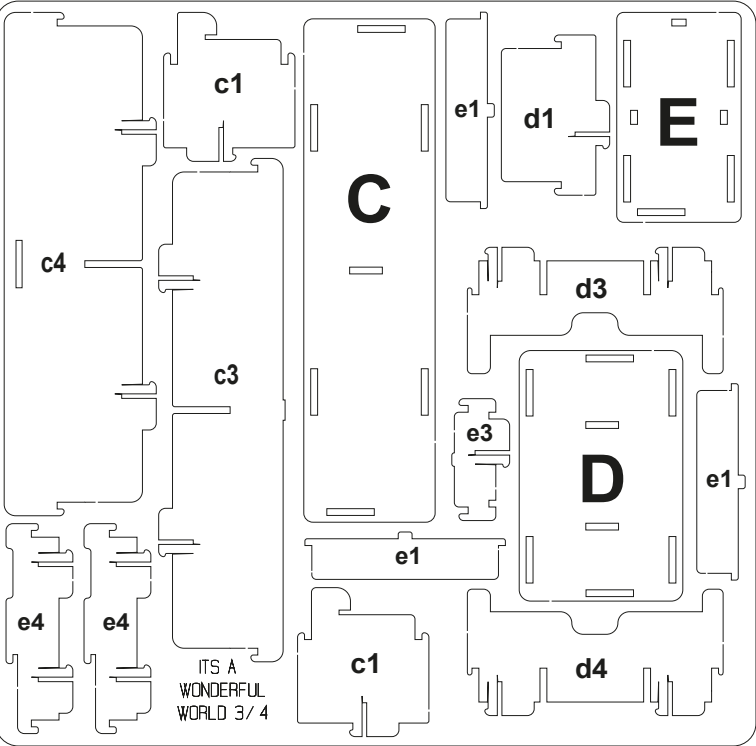 c1
e1
d1
E
C
c4
d3
c3
e3
D
e1
e1
e4
e4
c1
d4
ITS A
WONDERFUL
WORLD 3/4